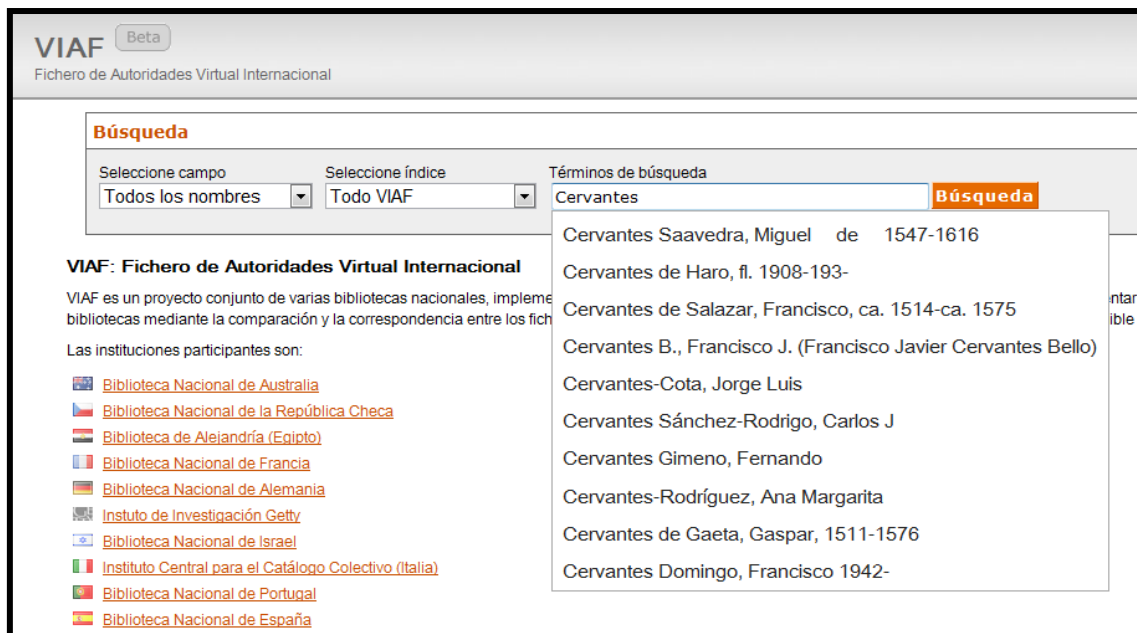 VIAF Beta
Fichero de Autoridades Virtual Internacional
Búsqueda
Seleccione campo Seleccione índice Términos de búsqueda
Todos los nombres Todo VIAF Cervantes Búsqueda
Cervantes Saavedra, Miguel de 1547-1616
Cervantes de Haro, fl. 1908-193-
Cervantes de Salazar, Francisco, ca. 1514-ca. 1575
Cervantes B., Francisco J. (Francisco Javier Cervantes Bello)
Cervantes-Cota, Jorge Luis
Cervantes Sánchez-Rodrigo, Carlos J
Cervantes Gimeno, Fernando
Cervantes-Rodríguez, Ana Margarita
Cervantes de Gaeta, Gaspar, 1511-1576
Cervantes Domingo, Francisco 1942-
VIAF: Fichero de Autoridades Virtual Internacional
VIAF es un proyecto conjunto de varias bibliotecas nacionales, impleme
bibliotecas mediante la comparación y la correspondencia entre los fich
Las instituciones participantes son:
Biblioteca Nacional de Australia
Biblioteca Nacional de la República Checa
Biblioteca de Alejandría (Egipto)
Biblioteca Nacional de Francia
Biblioteca Nacional de Alemania
Instuto de Investigación Getty
Biblioteca Nacional de Israel
Instituto Central para el Catálogo Colectivo (Italia)
Biblioteca Nacional de Portugal
Biblioteca Nacional de España